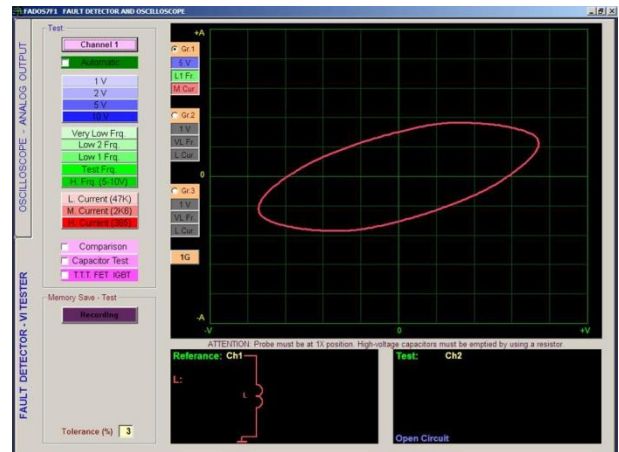 FADOS7F1 FAULT DETECTOR AND OSCILLOSCOPE
OSCILLOSCOPE - ANALOG OUTPUT
FAULT DETECTOR - VI TESTER
Test
Channel 1
Automatic
1 V
2 V
5 V
10 V
Very Low Frq.
Low 2 Frq.
Low 1 Frq.
Test Frq.
H. Frq. (5-10V)
L. Current (47K)
M. Current (2K6)
H. Current (385)
Comparison
Capacitor Test
T.T.T. FET IGBT
Memory Save - Test
Recording
Tolerance (%) 3
Gr.1
5 V
L1 Fr.
M Cur.
Gr.2
1 V
VL Fr.
L Cur.
Gr.3
1 V
VL Fr.
L Cur.
1G
+A
0
-A
-V 0 +V
ATTENTION: Probe must be at 1X position. High-voltage capacitors must be emptied by using a resistor.
Referance: Ch1
L:
L
Test: Ch2
Open Circuit